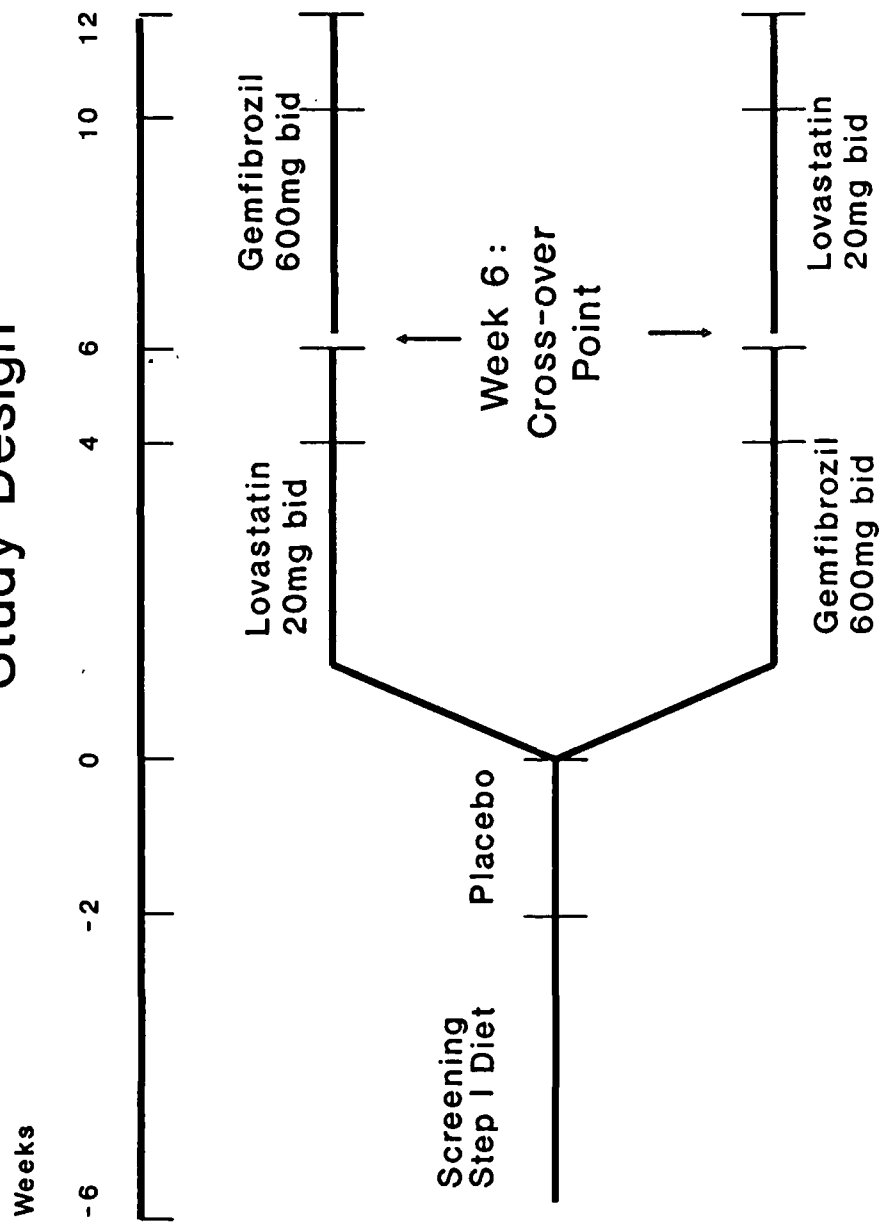 Study Design
Weeks
-6 -2 0 4 6 10 12
Lovastatin
20mg bid
Gemfibrozil
600mg bid
Screening
Step I Diet
Placebo
Week 6:
Cross-over
Point
Gemfibrozil
600mg bid
Lovastatin
20mg bid